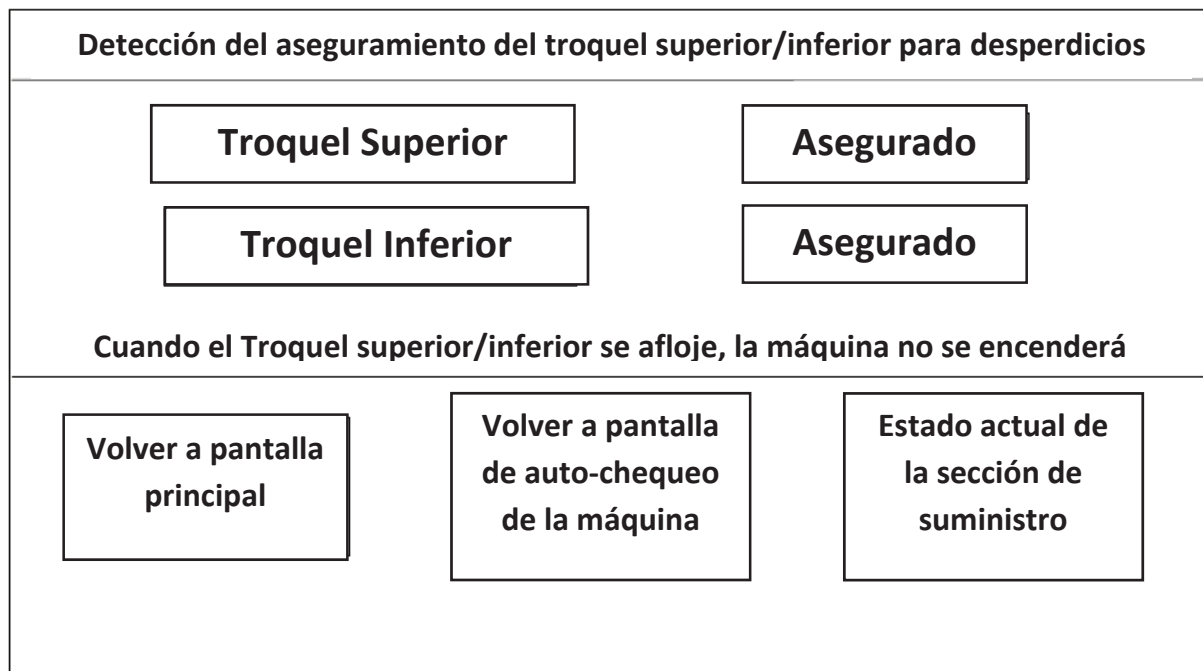 Detección del aseguramiento del troquel superior/inferior para desperdicios
Troquel Superior
Asegurado
Troquel Inferior
Asegurado
Cuando el Troquel superior/inferior se afloje, la máquina no se encenderá
Volver a pantalla
principal
Volver a pantalla
de auto-chequeo
de la máquina
Estado actual de
la sección de
suministro